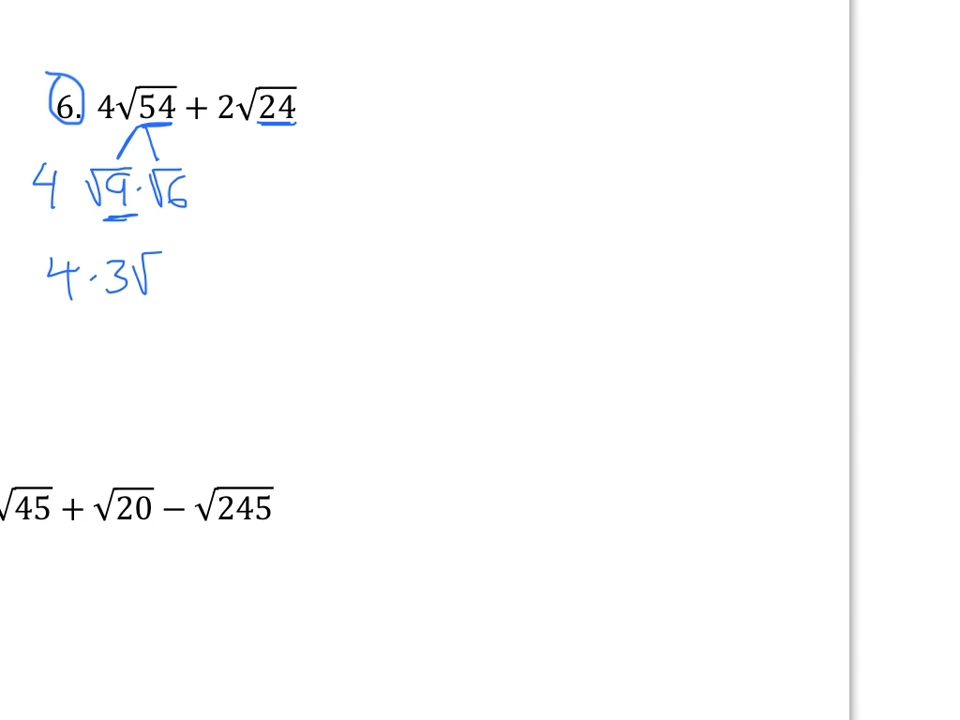 6. 4√54 + 2√24
4 √9 · √6
4 · 3√
√45 + √20 − √245